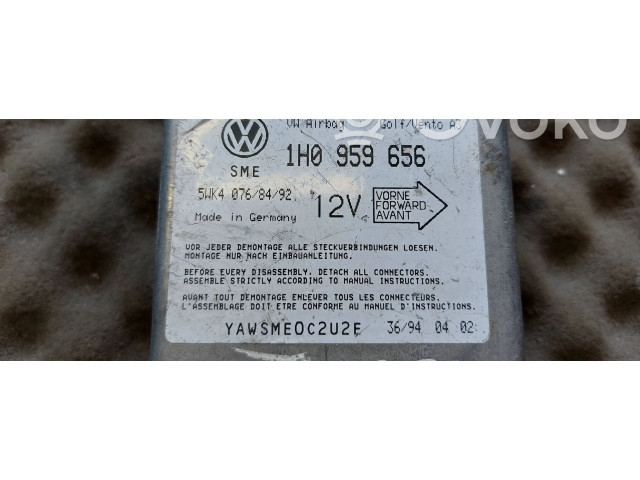 VW Airbag Golf/Vento A3
OVOKO
SME
1H0 959 656
5WK4 076/84/92
12V
VORNE
FORWARD
AVANT
Made in Germany
VOR JEDER DEMONTAGE ALLE STECKVERBINDUNGEN LOESEN.
MONTAGE NUR NACH EINBAUANLEITUNG.
BEFORE EVERY DISASSEMBLY, DETACH ALL CONNECTORS.
ASSEMBLE STRICTLY ACCORDING TO MANUAL INSTRUCTIONS.
AVANT TOUT DEMONTAGE ENLEVER TOUS LES CONNECTEURS.
L'ASSEMBLAGE DOIT ETRE CONFORME AU MANUEL D'INSTRUCTIONS.
YAWSMEOC2U2E 36/94 04 02